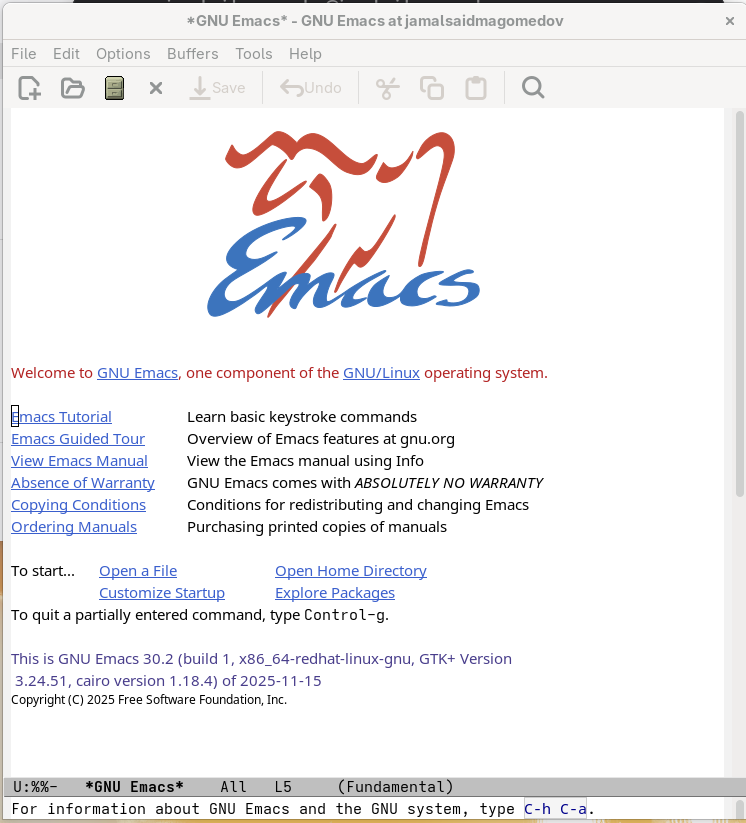 *GNU Emacs* - GNU Emacs at jamalsaidmagomedov ×
File Edit Options Buffers Tools Help
Save Undo
Emacs
Welcome to GNU Emacs, one component of the GNU/Linux operating system.
Emacs Tutorial Learn basic keystroke commands
Emacs Guided Tour Overview of Emacs features at gnu.org
View Emacs Manual View the Emacs manual using Info
Absence of Warranty GNU Emacs comes with ABSOLUTELY NO WARRANTY
Copying Conditions Conditions for redistributing and changing Emacs
Ordering Manuals Purchasing printed copies of manuals
To start... Open a File Open Home Directory
Customize Startup Explore Packages
To quit a partially entered command, type Control-g.
This is GNU Emacs 30.2 (build 1, x86_64-redhat-linux-gnu, GTK+ Version
3.24.51, cairo version 1.18.4) of 2025-11-15
Copyright (C) 2025 Free Software Foundation, Inc.
U:%%- *GNU Emacs* All L5 (Fundamental)
For information about GNU Emacs and the GNU system, type C-h C-a.